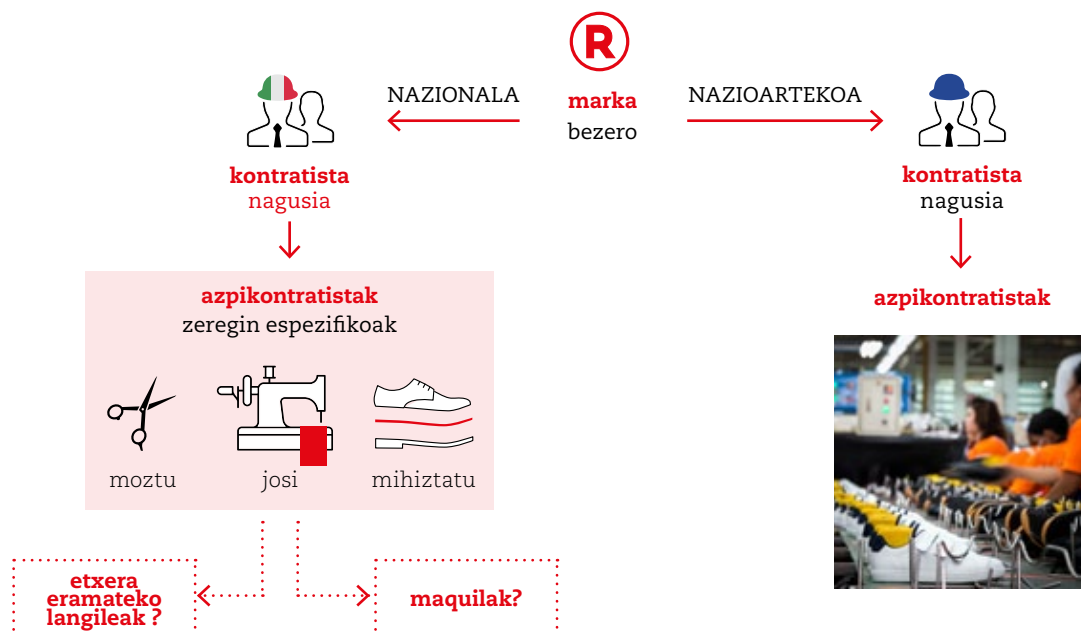 R
NAZIONALA
marka
bezero
NAZIOARTEKOA
kontratista
nagusia
kontratista
nagusia
azpikontratistak
zeregin espezifikoak
moztu
josi
mihiztatu
azpikontratistak
etxera
eramateko
langileak ?
maquilak?